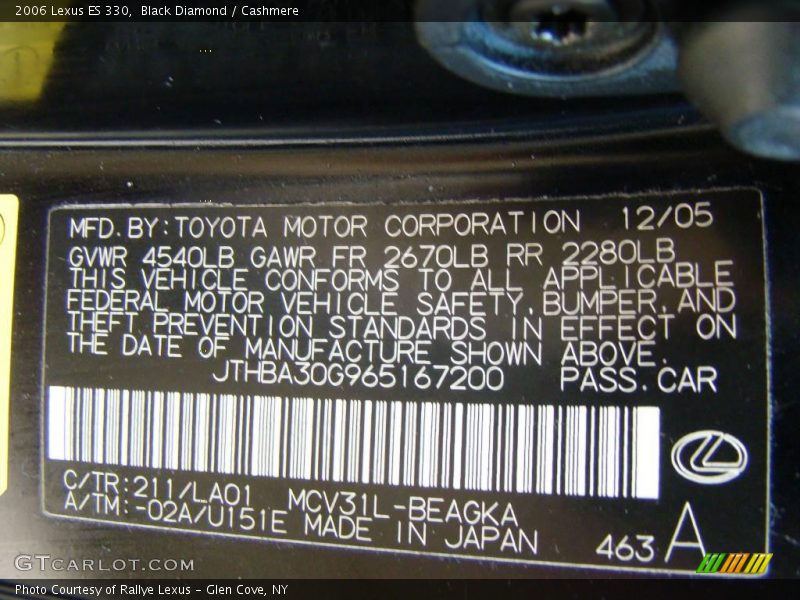 2006 Lexus ES 330, Black Diamond / Cashmere
MFD.BY:TOYOTA MOTOR CORPORATION 12/05
GVWR 4540LB GAWR FR 2670LB RR 2280LB
THIS VEHICLE CONFORMS TO ALL APPLICABLE
FEDERAL MOTOR VEHICLE SAFETY,BUMPER,AND
THEFT PREVENTION STANDARDS IN EFFECT ON
THE DATE OF MANUFACTURE SHOWN ABOVE.
JTHBA30G965167200 PASS.CAR
C/TR:211/LA01 MCV31L-BEAGKA
A/TM:-02A/U151E MADE IN JAPAN
463 A
GTcarlot.com
Photo Courtesy of Rallye Lexus - Glen Cove, NY